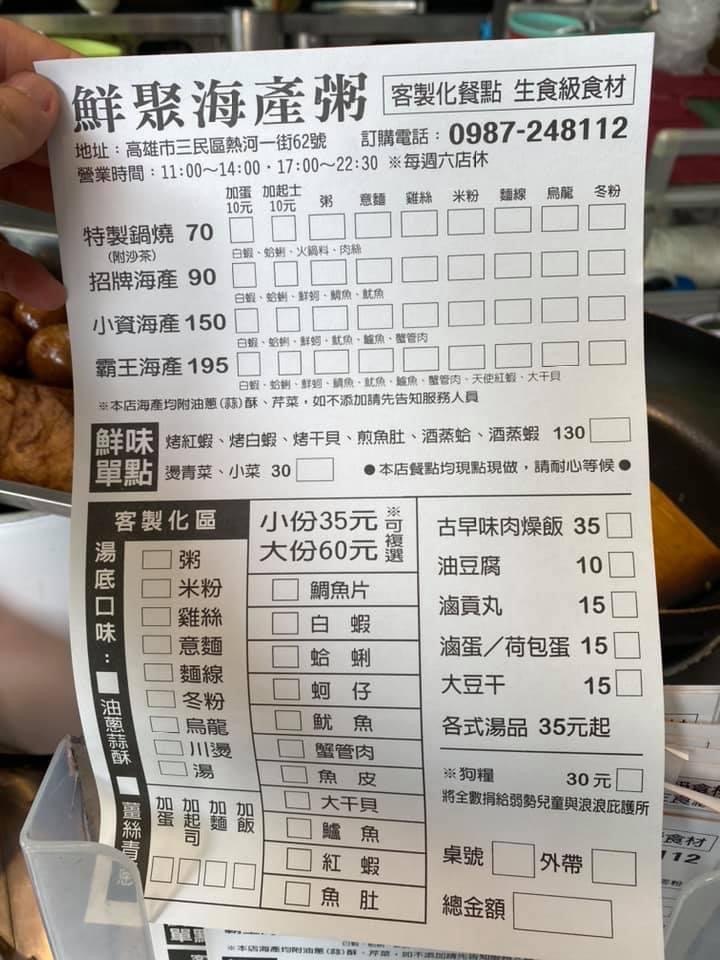 鮮聚海產粥 客製化餐點 生食級食材
地址：高雄市三民區熱河一街62號 訂購電話：0987-248112
營業時間：11:00～14:00·17:00～22:30 ※每週六店休
加蛋10元 加起士10元 粥 意麵 雞絲 米粉 麵線 烏龍 冬粉
特製鍋燒 70
(附沙茶)
白蝦、蛤蜊、火鍋料、肉絲
招牌海產 90
白蝦、蛤蜊、鮮蚵、鯛魚、魷魚
小資海產 150
白蝦、蛤蜊、鮮蚵、魷魚、鱸魚、蟹管肉
霸王海產 195
白蝦、蛤蜊、鮮蚵、鯛魚、魷魚、鱸魚、蟹管肉、天使紅蝦、大干貝
※本店海產均附油蔥(蒜)酥、芹菜，如不添加請先告知服務人員
鮮味單點
烤紅蝦、烤白蝦、烤干貝、煎魚肚、酒蒸蛤、酒蒸蝦 130
燙青菜、小菜 30 ●本店餐點均現點現做，請耐心等候●
客製化區
湯底口味：
油蔥蒜酥
薑絲青
粥
米粉
雞絲
意麵
麵線
冬粉
烏龍
川燙
湯
加蛋 加起司 加麵 加飯
小份35元
大份60元
※可複選
鯛魚片
白蝦
蛤蜊
蚵仔
魷魚
蟹管肉
魚皮
大干貝
鱸魚
紅蝦
魚肚
古早味肉燥飯 35
油豆腐 10
滷貢丸 15
滷蛋／荷包蛋 15
大豆干 15
各式湯品 35元起
※狗糧 30元
將全數捐給弱勢兒童與浪浪庇護所
桌號 外帶
總金額
食材
112